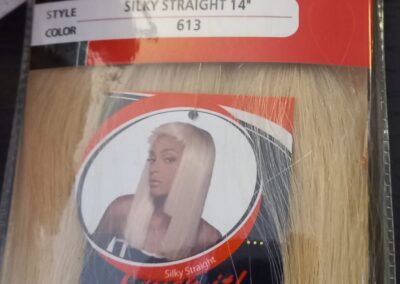 STYLE SILKY STRAIGHT 14"
COLOR 613
Silky Straight